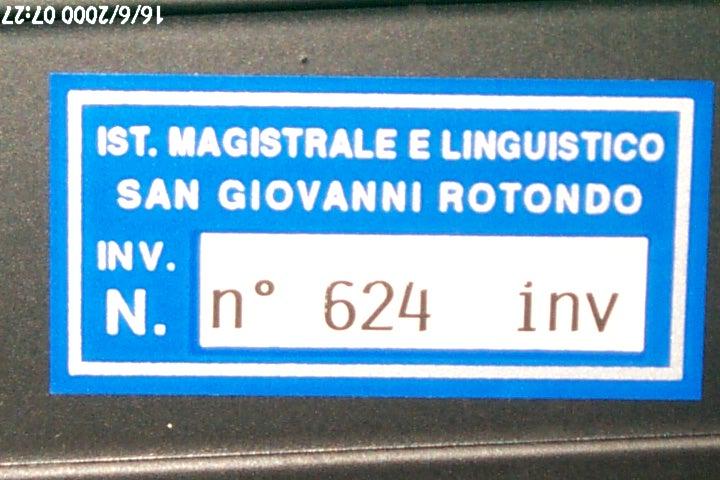 16/6/2000 07:27
IST. MAGISTRALE E LINGUISTICO
SAN GIOVANNI ROTONDO
INV.
N. n° 624 inv